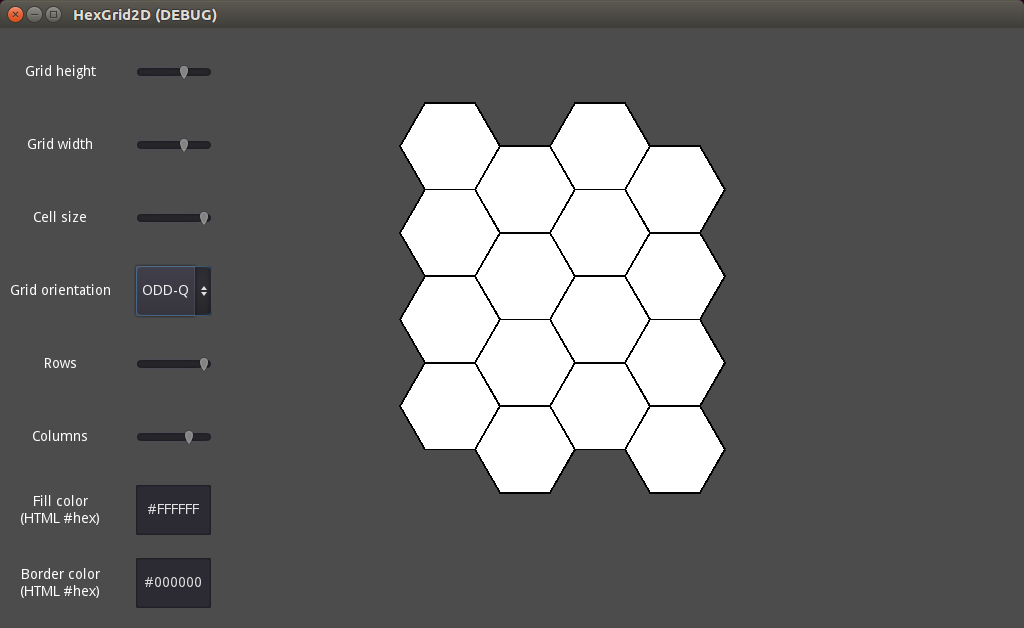 HexGrid2D (DEBUG)
Grid height
Grid width
Cell size
Grid orientation
ODD-Q
Rows
Columns
Fill color
(HTML #hex)
#FFFFFF
Border color
(HTML #hex)
#000000